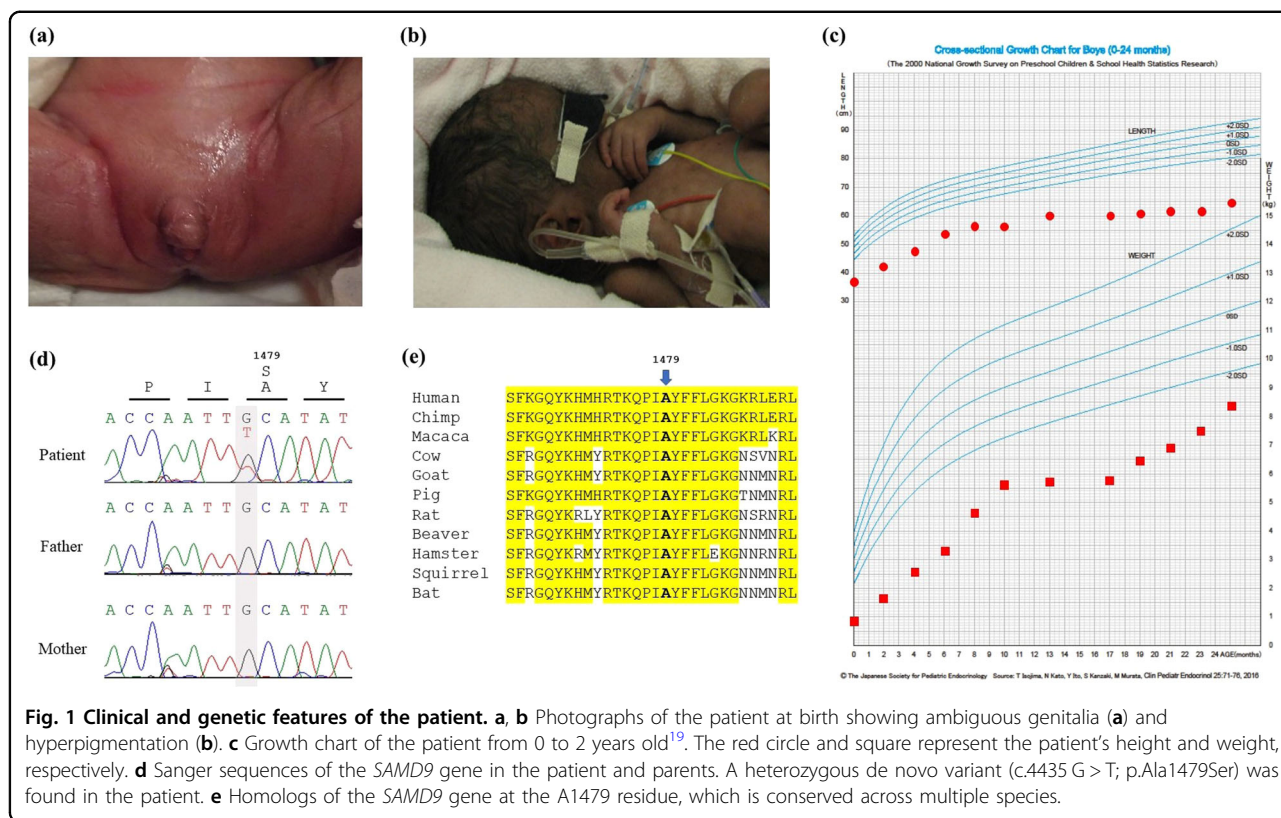 (a)
(b)
(c)
Cross-sectional Growth Chart for Boys (0-24 months)
(The 2000 National Growth Survey on Preschool Children & School Health Statistics Research)
LENGTH
(cm)
90
80
70
60
50
40
30
LENGTH
+2.0SD
+1.0SD
0SD
-1.0SD
-2.0SD
WEIGHT
(kg)
15
14
13
12
11
10
9
8
7
6
5
4
3
2
1
0
WEIGHT
+2.0SD
+1.0SD
0SD
-1.0SD
-2.0SD
0 1 2 3 4 5 6 7 8 9 10 11 12 13 14 15 16 17 18 19 20 21 22 23 24 AGE(months)
© The Japanese Society for Pediatric Endocrinology Source: T Isojima, N Kato, Y Ito, S Kanzaki, M Murata, Clin Pediatr Endocrinol 25:71-76, 2016
(d)
1479
S
P I A Y
A C C A A T T G C A T A T
T
Patient
A C C A A T T G C A T A T
Father
A C C A A T T G C A T A T
Mother
(e)
1479
Human SFKGQYKHMHRTKQPIAYFFLGKGKRLERL
Chimp SFKGQYKHMHRTKQPIAYFFLGKGKRLERL
Macaca SFKGQYKHMHRTKQPIAYFFLGKGKRLKRL
Cow SFRGQYKHMYRTKQPIAYFFLGKGNSVNRL
Goat SFRGQYKHMYRTKQPIAYFFLGKGNNMNRL
Pig SFKGQYKHMHRTKQPIAYFFLGKGTNMNRL
Rat SFRGQYKRLYRTKQPIAYFFLGKGNSRNRL
Beaver SFRGQYKHMYRTKQPIAYFFLGKGNNMNRL
Hamster SFRGQYKRMYRTKQPIAYFFLGEGNNRNRL
Squirrel SFRGQYKHMYRTKQPIAYFFLGKGNNMNRL
Bat SFRGQYKHMYRTKQPIAYFFLGKGNNMNRL
Fig. 1 Clinical and genetic features of the patient. a, b Photographs of the patient at birth showing ambiguous genitalia (a) and
hyperpigmentation (b). c Growth chart of the patient from 0 to 2 years old19. The red circle and square represent the patient's height and weight,
respectively. d Sanger sequences of the SAMD9 gene in the patient and parents. A heterozygous de novo variant (c.4435 G > T; p.Ala1479Ser) was
found in the patient. e Homologs of the SAMD9 gene at the A1479 residue, which is conserved across multiple species.